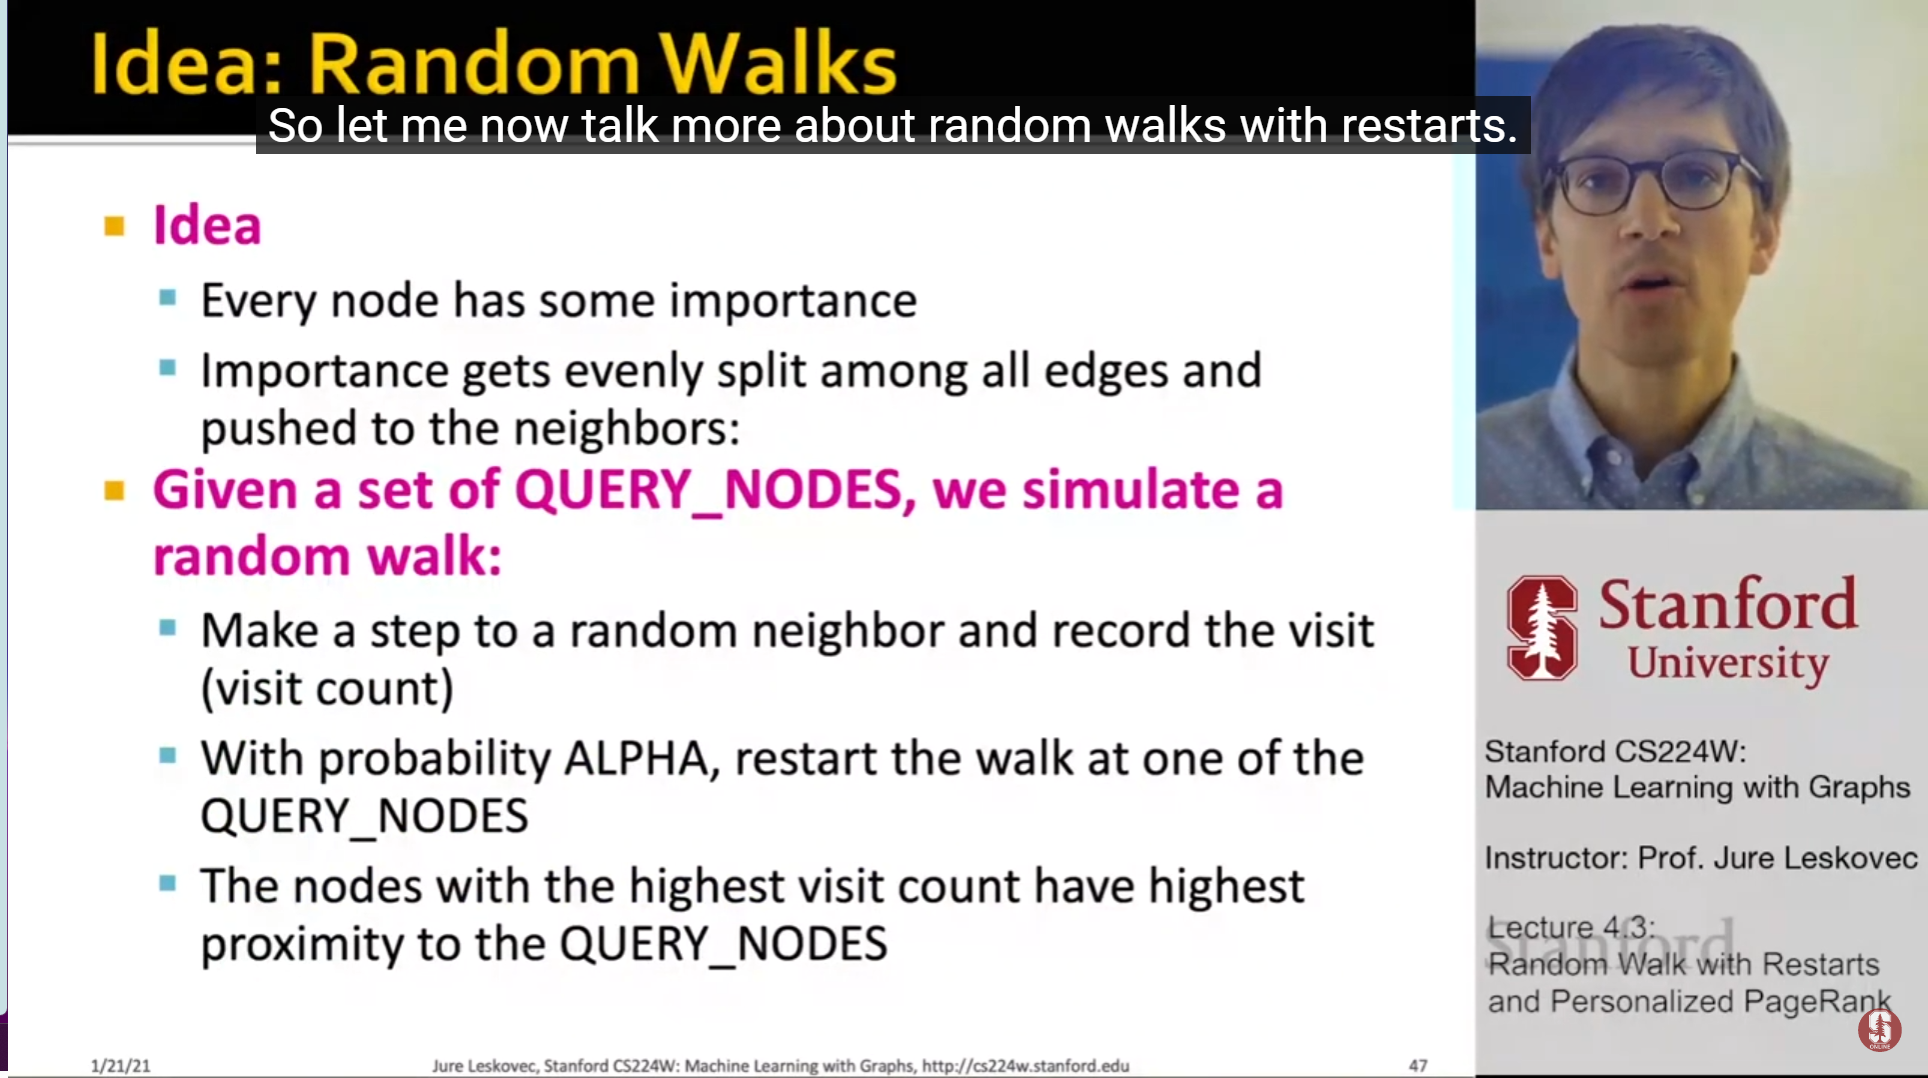 Idea: Random Walks
So let me now talk more about random walks with restarts.
Idea
Every node has some importance
Importance gets evenly split among all edges and
pushed to the neighbors:
Given a set of QUERY_NODES, we simulate a
random walk:
Make a step to a random neighbor and record the visit
(visit count)
With probability ALPHA, restart the walk at one of the
QUERY_NODES
The nodes with the highest visit count have highest
proximity to the QUERY_NODES
1/21/21
Jure Leskovec, Stanford CS224W: Machine Learning with Graphs, http://cs224w.stanford.edu
47
Stanford
University
Stanford CS224W:
Machine Learning with Graphs
Instructor: Prof. Jure Leskovec
Stanford
Lecture 4.3:
Random Walk with Restarts
and Personalized PageRank
S
ONLINE